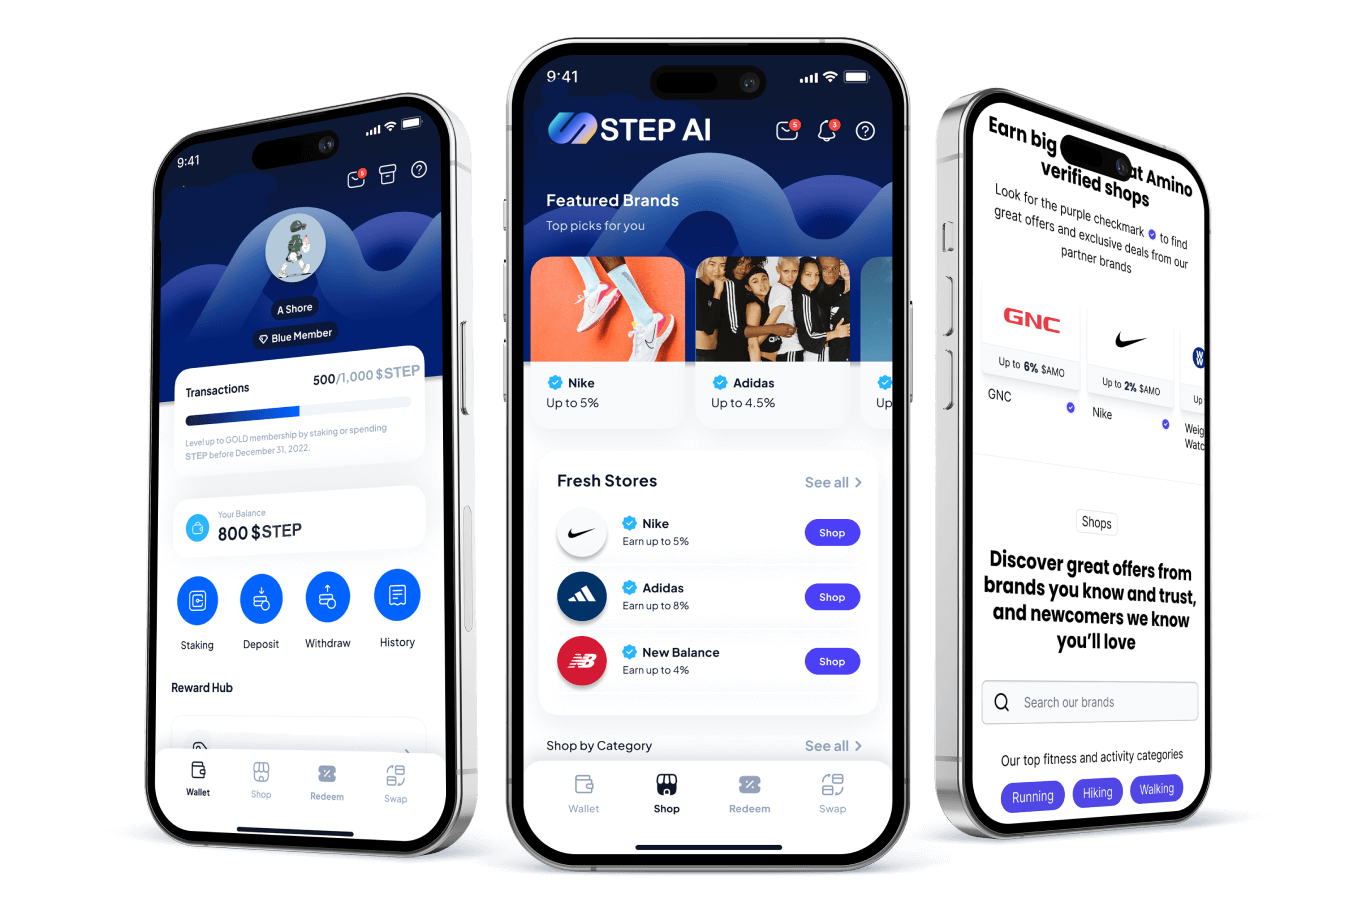 9:41
5
A Shore
Blue Member
Transactions
500/1,000 $STEP
Level up to GOLD membership by staking or spending
STEP before December 31, 2022.
Your Balance
800 $STEP
Staking
Deposit
Withdraw
History
Reward Hub
Wallet
Shop
Redeem
Swap
9:41
STEP AI
5
3
Featured Brands
Top picks for you
Nike
Up to 5%
Adidas
Up to 4.5%
Up
Fresh Stores
See all
Nike
Earn up to 5%
Shop
Adidas
Earn up to 8%
Shop
New Balance
Earn up to 4%
Shop
Shop by Category
See all
Wallet
Shop
Redeem
Swap
Earn big at Amino
verified shops
Look for the purple checkmark to find
great offers and exclusive deals from our
partner brands
GNC
Up to 6% $AMO
Up to 2% $AMO
Up
GNC
Nike
Weig
Watc
Shops
Discover great offers from
brands you know and trust,
and newcomers we know
you'll love
Search our brands
Our top fitness and activity categories
Running
Hiking
Walking